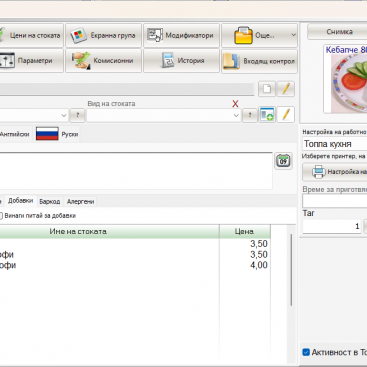 Цени на стоката
Екранна група
Модификатори
Още...
Параметри
Комисионни
История
Входящ контрол
Снимка
Кебапче 80
Вид на стоката
X
?
?
Английски
Руски
Настройка на работно
Топла кухня
Изберете принтер, на
Настройка на
Време за приготвя
Таг
1
09
Добавки
Баркод
Алергени
Винаги питай за добавки
Име на стоката
Цена
3,50
офи
3,50
офи
4,00
Активност в То